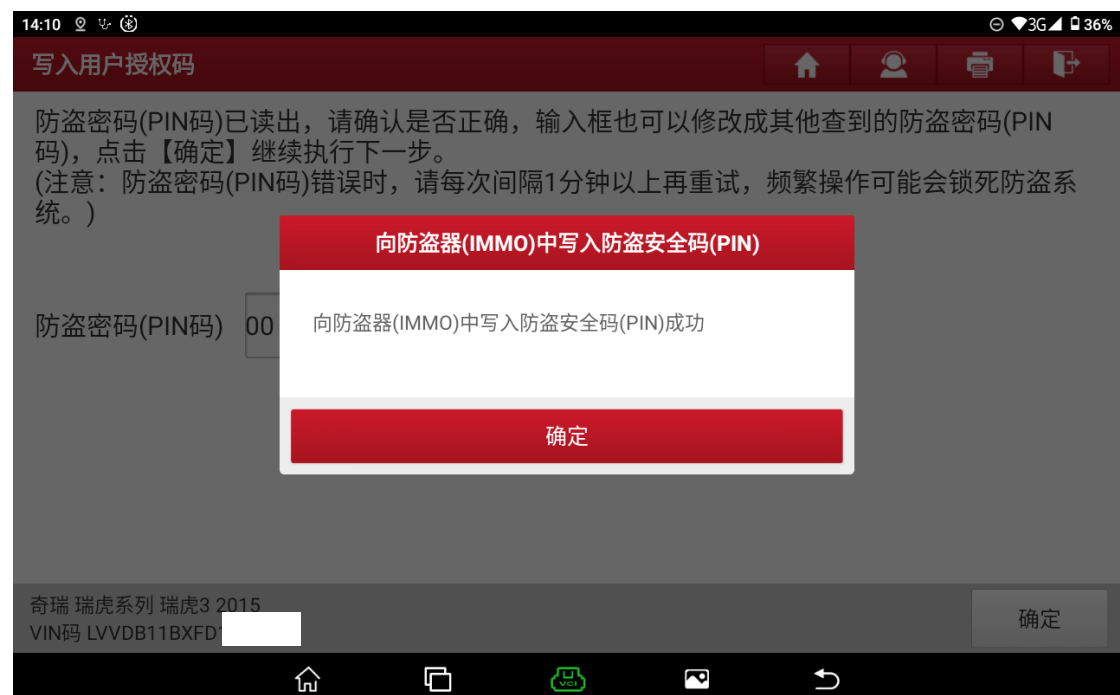 14:10
3G
36%
写入用户授权码
防盗密码(PIN码)已读出，请确认是否正确，输入框也可以修改成其他查到的防盗密码(PIN
码)，点击【确定】继续执行下一步。
(注意：防盗密码(PIN码)错误时，请每次间隔1分钟以上再重试，频繁操作可能会锁死防盗系
统。)
向防盗器(IMMO)中写入防盗安全码(PIN)
防盗密码(PIN码)
00
向防盗器(IMMO)中写入防盗安全码(PIN)成功
确定
奇瑞 瑞虎系列 瑞虎3 2015
VIN码 LVVDB11BXFD
确定
VCI